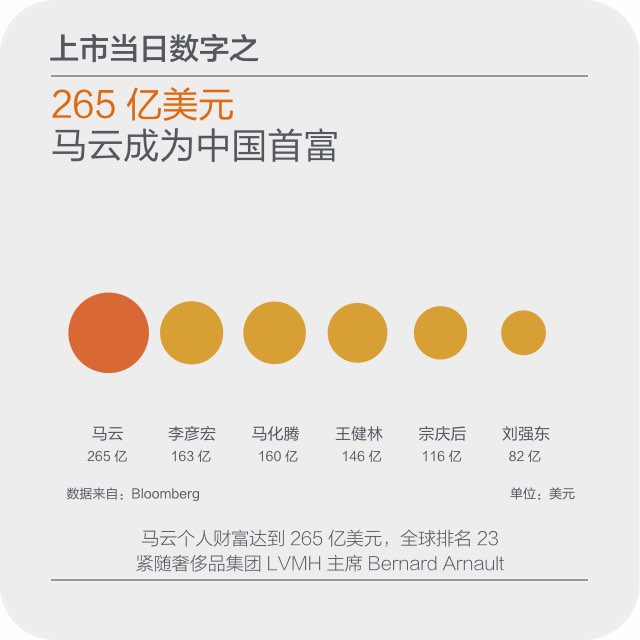 上市当日数字之
265 亿美元
马云成为中国首富
马云 李彦宏 马化腾 王健林 宗庆后 刘强东
265 亿 163 亿 160 亿 146 亿 116 亿 82 亿
数据来自：Bloomberg 单位：美元
马云个人财富达到 265 亿美元，全球排名 23
紧随奢侈品集团 LVMH 主席 Bernard Arnault